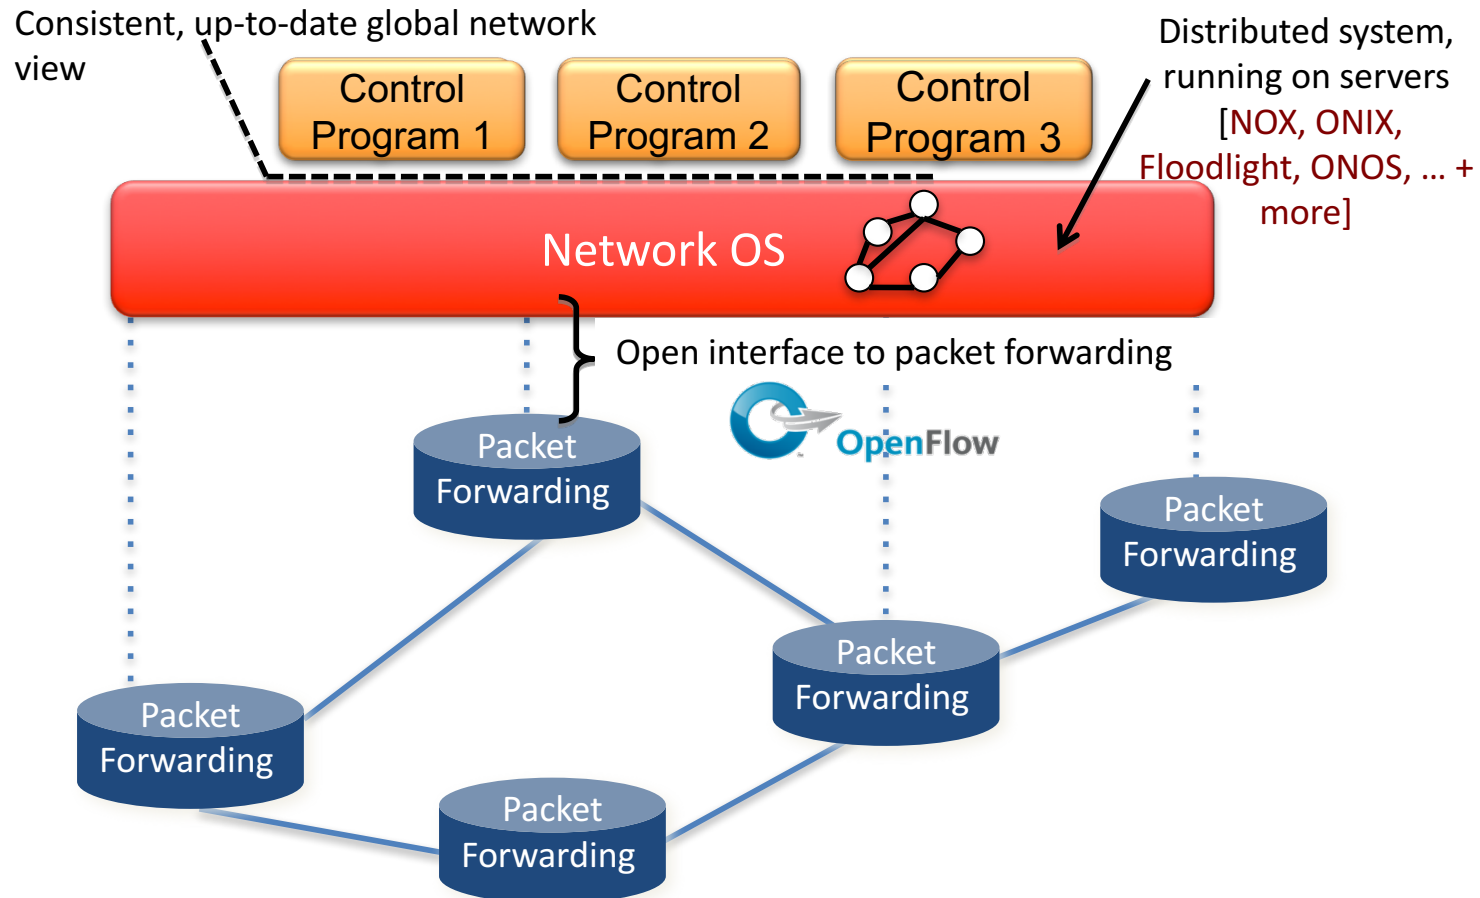 Consistent, up-to-date global network
view
Control
Program 1
Control
Program 2
Control
Program 3
Distributed system,
running on servers
[NOX, ONIX,
Floodlight, ONOS, ... +
more]
Network OS
Open interface to packet forwarding
OpenFlow
Packet
Forwarding
Packet
Forwarding
Packet
Forwarding
Packet
Forwarding
Packet
Forwarding